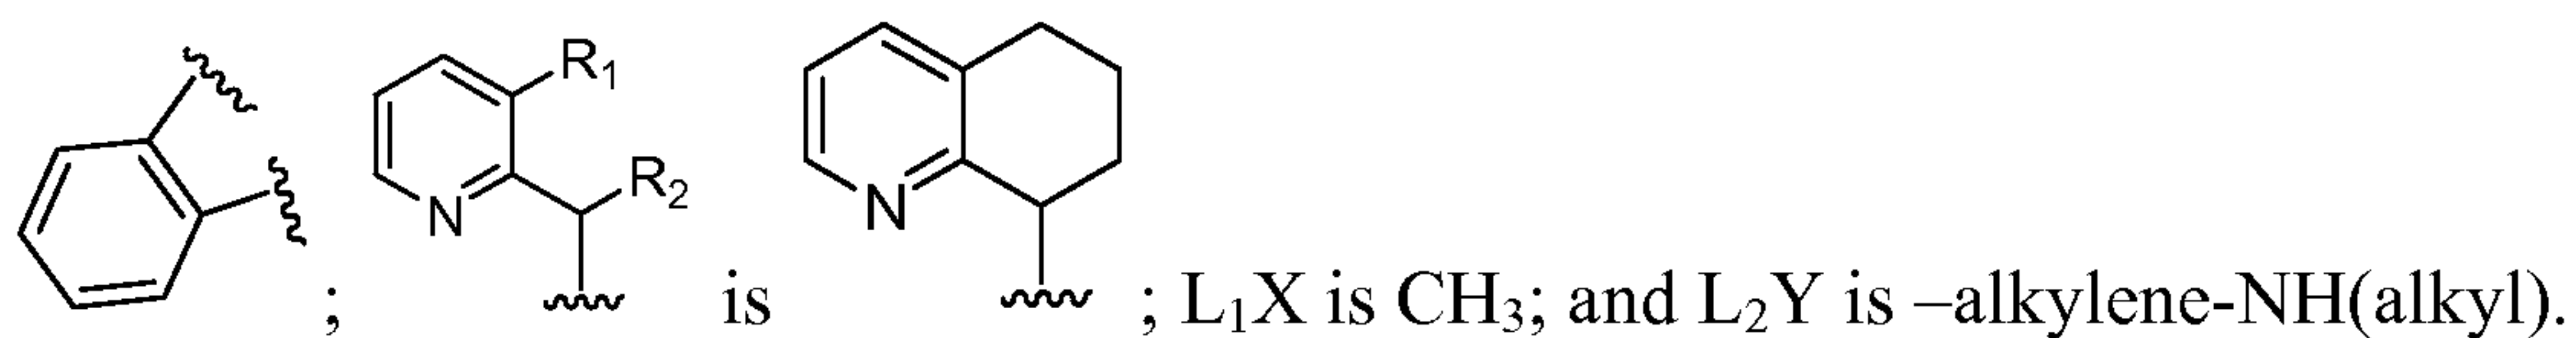 ; N R₁ R₂ is N ; L₁X is CH₃; and L₂Y is –alkylene-NH(alkyl).